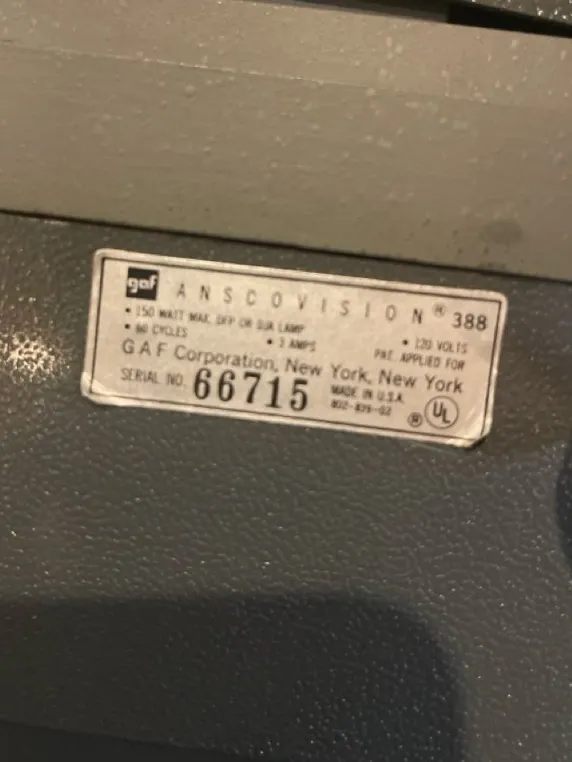 gaf ANSCOVISION® 388
• 150 WATT MAX. DFP OR DJA LAMP • 120 VOLTS
• 60 CYCLES • 3 AMPS PAT. APPLIED FOR
GAF Corporation, New York, New York
SERIAL NO. 66715 MADE IN U.S.A.
® UL